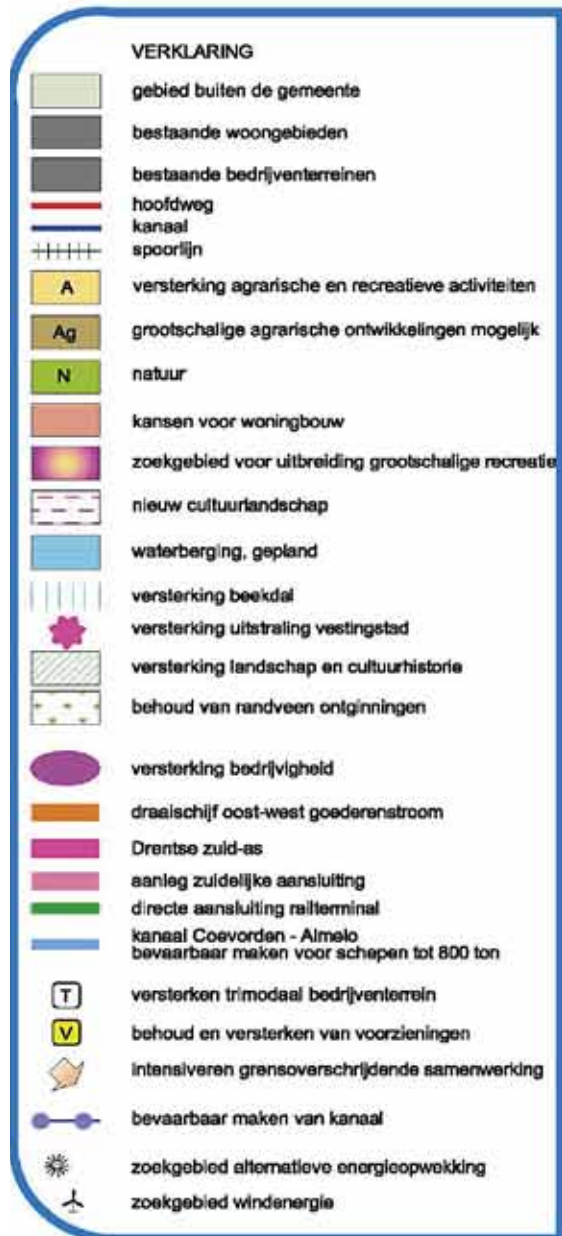 VERKLARING
gebied buiten de gemeente
bestaande woongebieden
bestaande bedrijventerreinen
hoofdweg
kanaal
spoorlijn
A versterking agrarische en recreatieve activiteiten
Ag grootschalige agrarische ontwikkelingen mogelijk
N natuur
kansen voor woningbouw
zoekgebied voor uitbreiding grootschalige recreatie
nieuw cultuurlandschap
waterberging, gepland
versterking beekdal
versterking uitstraling vestingstad
versterking landschap en cultuurhistorie
behoud van randveen ontginningen
versterking bedrijvigheid
draaischijf oost-west goederenstroom
Drentse zuid-as
aanleg zuidelijke aansluiting
directe aansluiting railterminal
kanaal Coevorden - Almelo
bevaarbaar maken voor schepen tot 800 ton
T versterken trimodaal bedrijventerrein
V behoud en versterken van voorzieningen
intensiveren grensoverschrijdende samenwerking
bevaarbaar maken van kanaal
zoekgebied alternatieve energieopwekking
zoekgebied windenergie